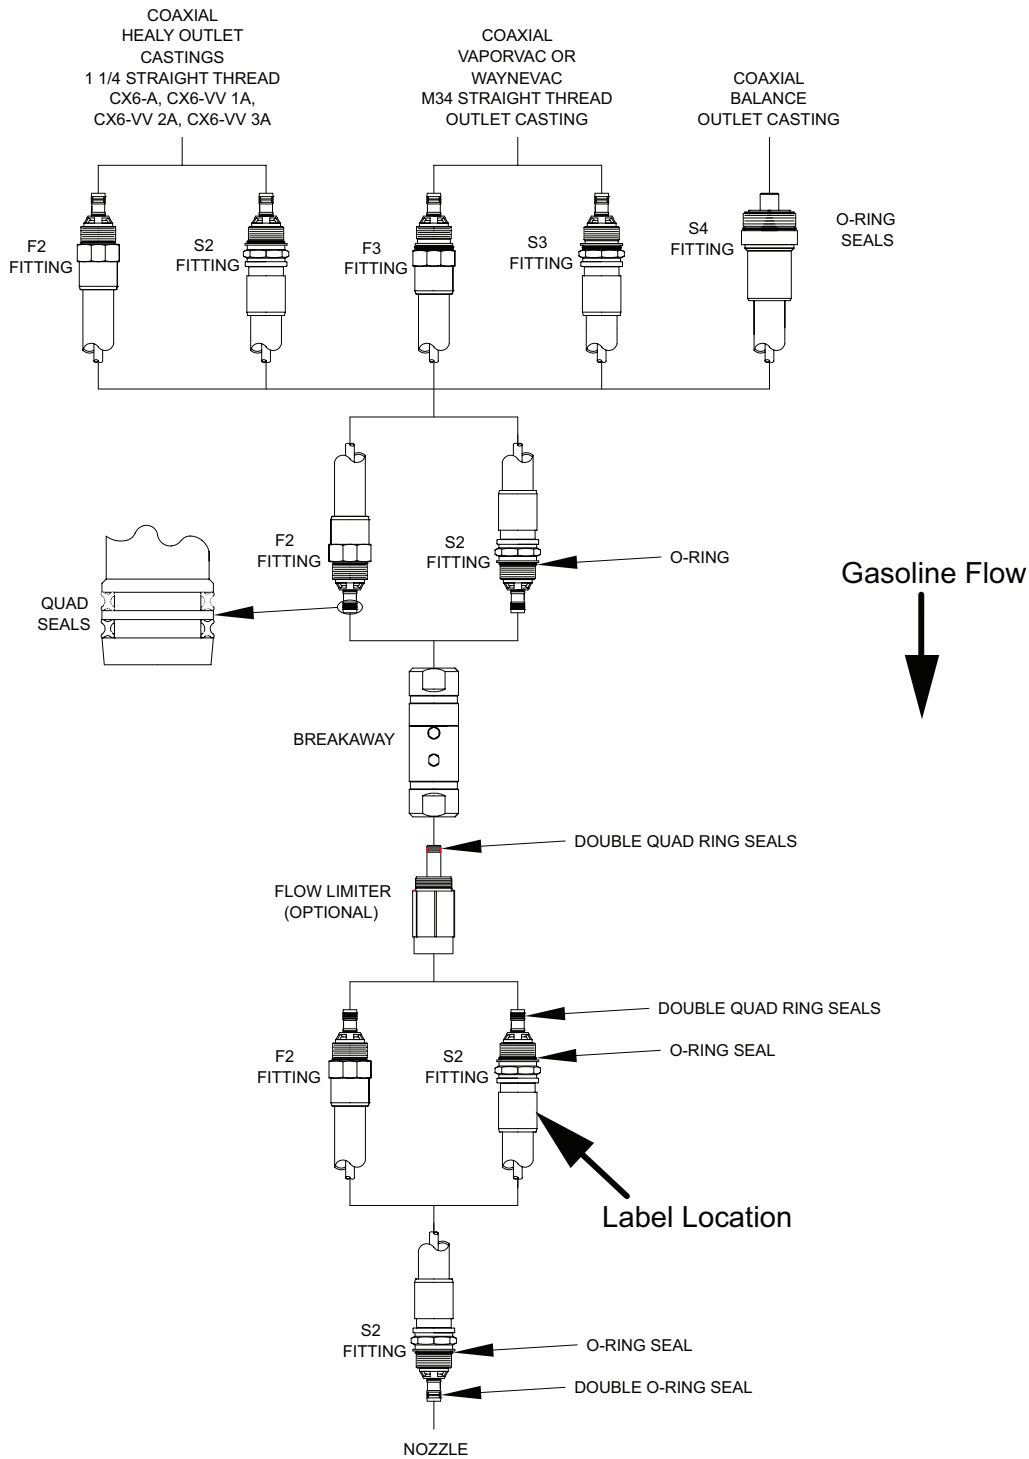 COAXIAL
HEALY OUTLET
CASTINGS
1 1/4 STRAIGHT THREAD
CX6-A, CX6-VV 1A,
CX6-VV 2A, CX6-VV 3A
COAXIAL
VAPORVAC OR
WAYNEVAC
M34 STRAIGHT THREAD
OUTLET CASTING
COAXIAL
BALANCE
OUTLET CASTING
F2
FITTING
S2
FITTING
F3
FITTING
S3
FITTING
S4
FITTING
O-RING
SEALS
F2
FITTING
S2
FITTING
O-RING
QUAD
SEALS
Gasoline Flow
BREAKAWAY
DOUBLE QUAD RING SEALS
FLOW LIMITER
(OPTIONAL)
DOUBLE QUAD RING SEALS
F2
FITTING
S2
FITTING
O-RING SEAL
Label Location
S2
FITTING
O-RING SEAL
DOUBLE O-RING SEAL
NOZZLE